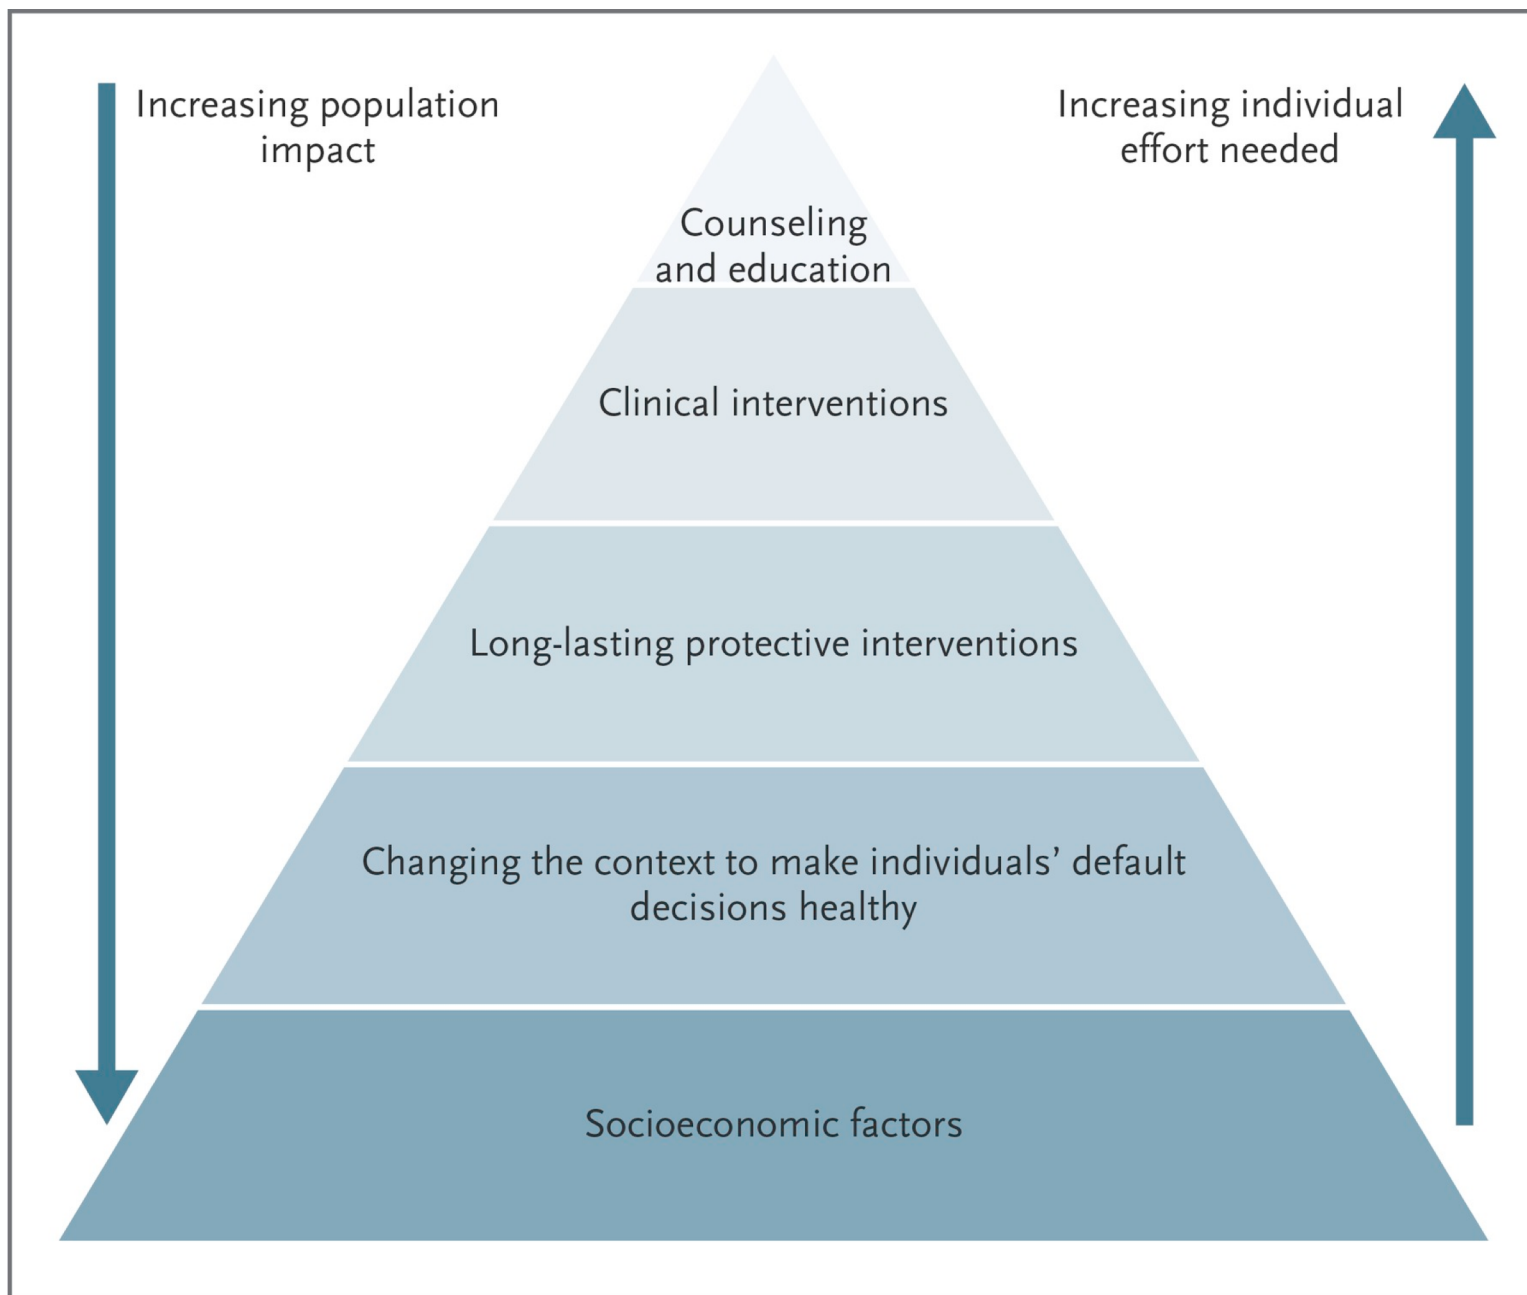 Increasing population
impact
Increasing individual
effort needed
Counseling
and education
Clinical interventions
Long-lasting protective interventions
Changing the context to make individuals’ default
decisions healthy
Socioeconomic factors